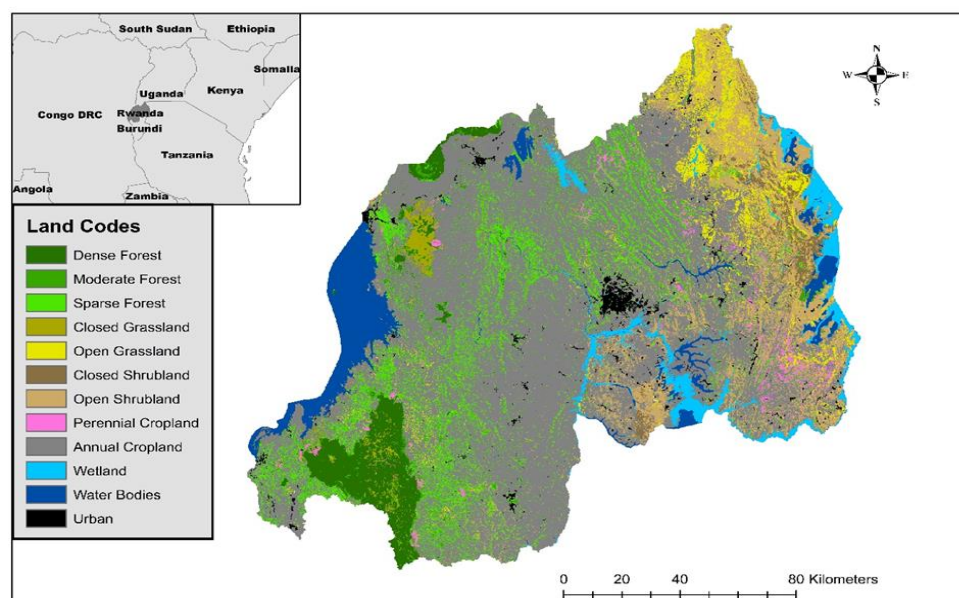 South Sudan
Ethiopia
Somalia
Uganda
Kenya
Congo DRC
Rwanda
Burundi
Tanzania
Angola
Zambia
N
W
E
S
Land Codes
Dense Forest
Moderate Forest
Sparse Forest
Closed Grassland
Open Grassland
Closed Shrubland
Open Shrubland
Perennial Cropland
Annual Cropland
Wetland
Water Bodies
Urban
0 20 40 80 Kilometers